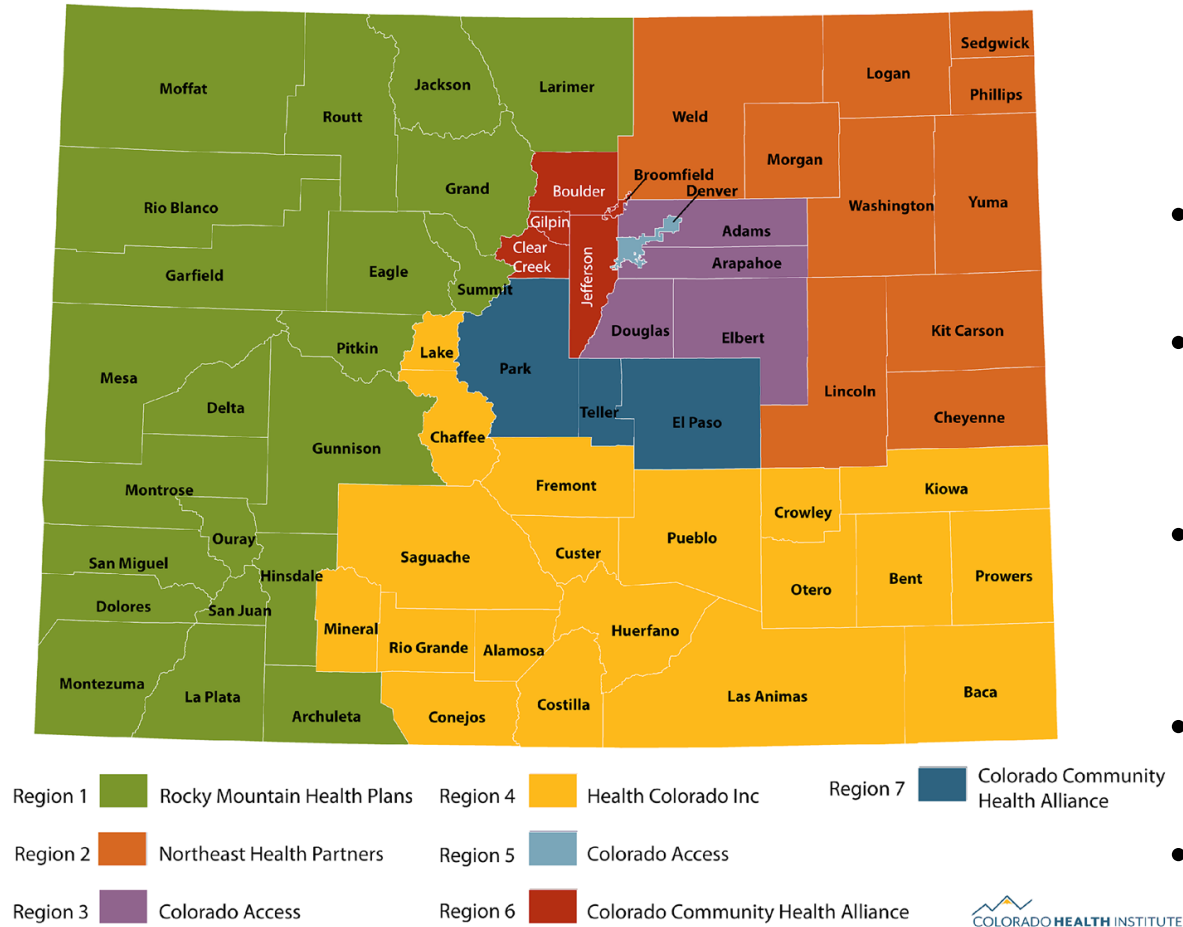 Sedgwick
Moffat
Jackson
Larimer
Logan
Phillips
Routt
Weld
Morgan
Broomfield
Denver
Grand
Boulder
Rio Blanco
Washington
Yuma
Gilpin
Adams
Clear
Creek
Jefferson
Arapahoe
Garfield
Eagle
Summit
Douglas
Elbert
Kit Carson
Pitkin
Lake
Park
Mesa
Lincoln
Delta
Teller
El Paso
Cheyenne
Gunnison
Chaffee
Montrose
Fremont
Kiowa
Crowley
Ouray
Saguache
Custer
Pueblo
San Miguel
Hinsdale
Otero
Bent
Prowers
Dolores
San Juan
Mineral
Rio Grande
Alamosa
Huerfano
Montezuma
La Plata
Archuleta
Conejos
Costilla
Las Animas
Baca
Region 1 Rocky Mountain Health Plans
Region 2 Northeast Health Partners
Region 3 Colorado Access
Region 4 Health Colorado Inc
Region 5 Colorado Access
Region 6 Colorado Community Health Alliance
Region 7 Colorado Community
Health Alliance
COLORADO HEALTH INSTITUTE